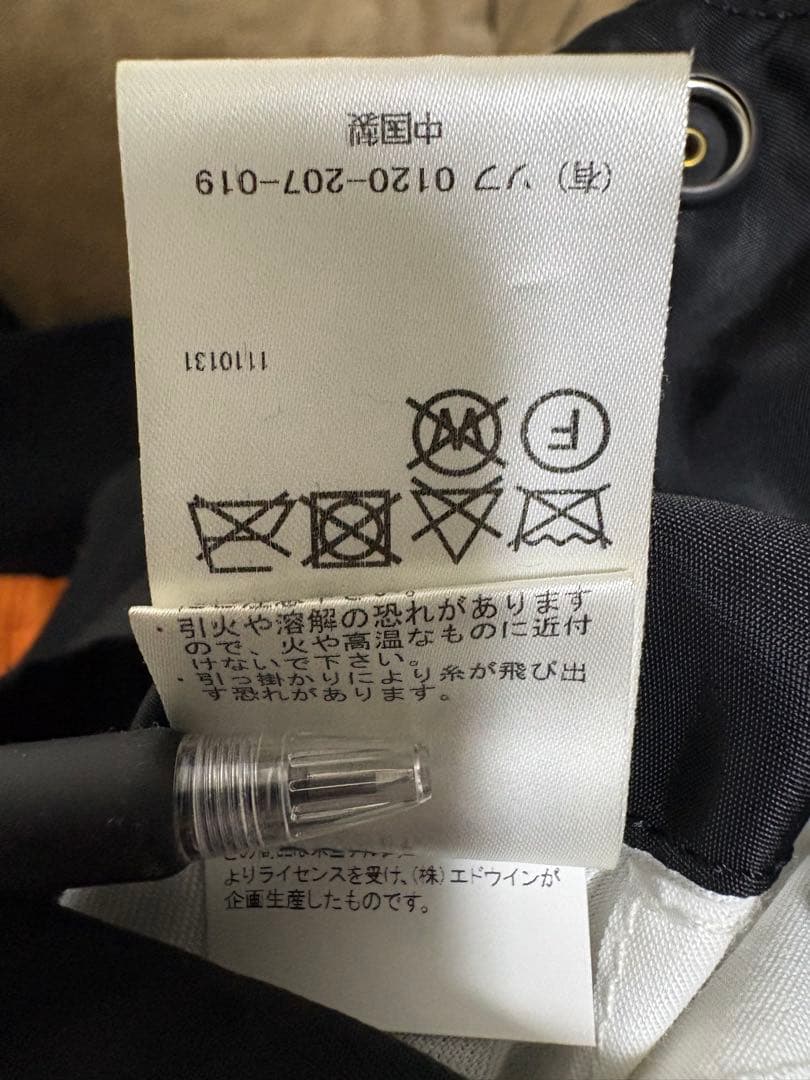 中国製
(有) ソフ 0120-207-019
1110131
F
W
・引火や溶解の恐れがあります
ので、火や高温なものに近付
けないで下さい。
・引っ掛かりにより糸が飛び出
す恐れがあります。
よりライセンスを受け、(株)エドウインが
企画生産したものです。